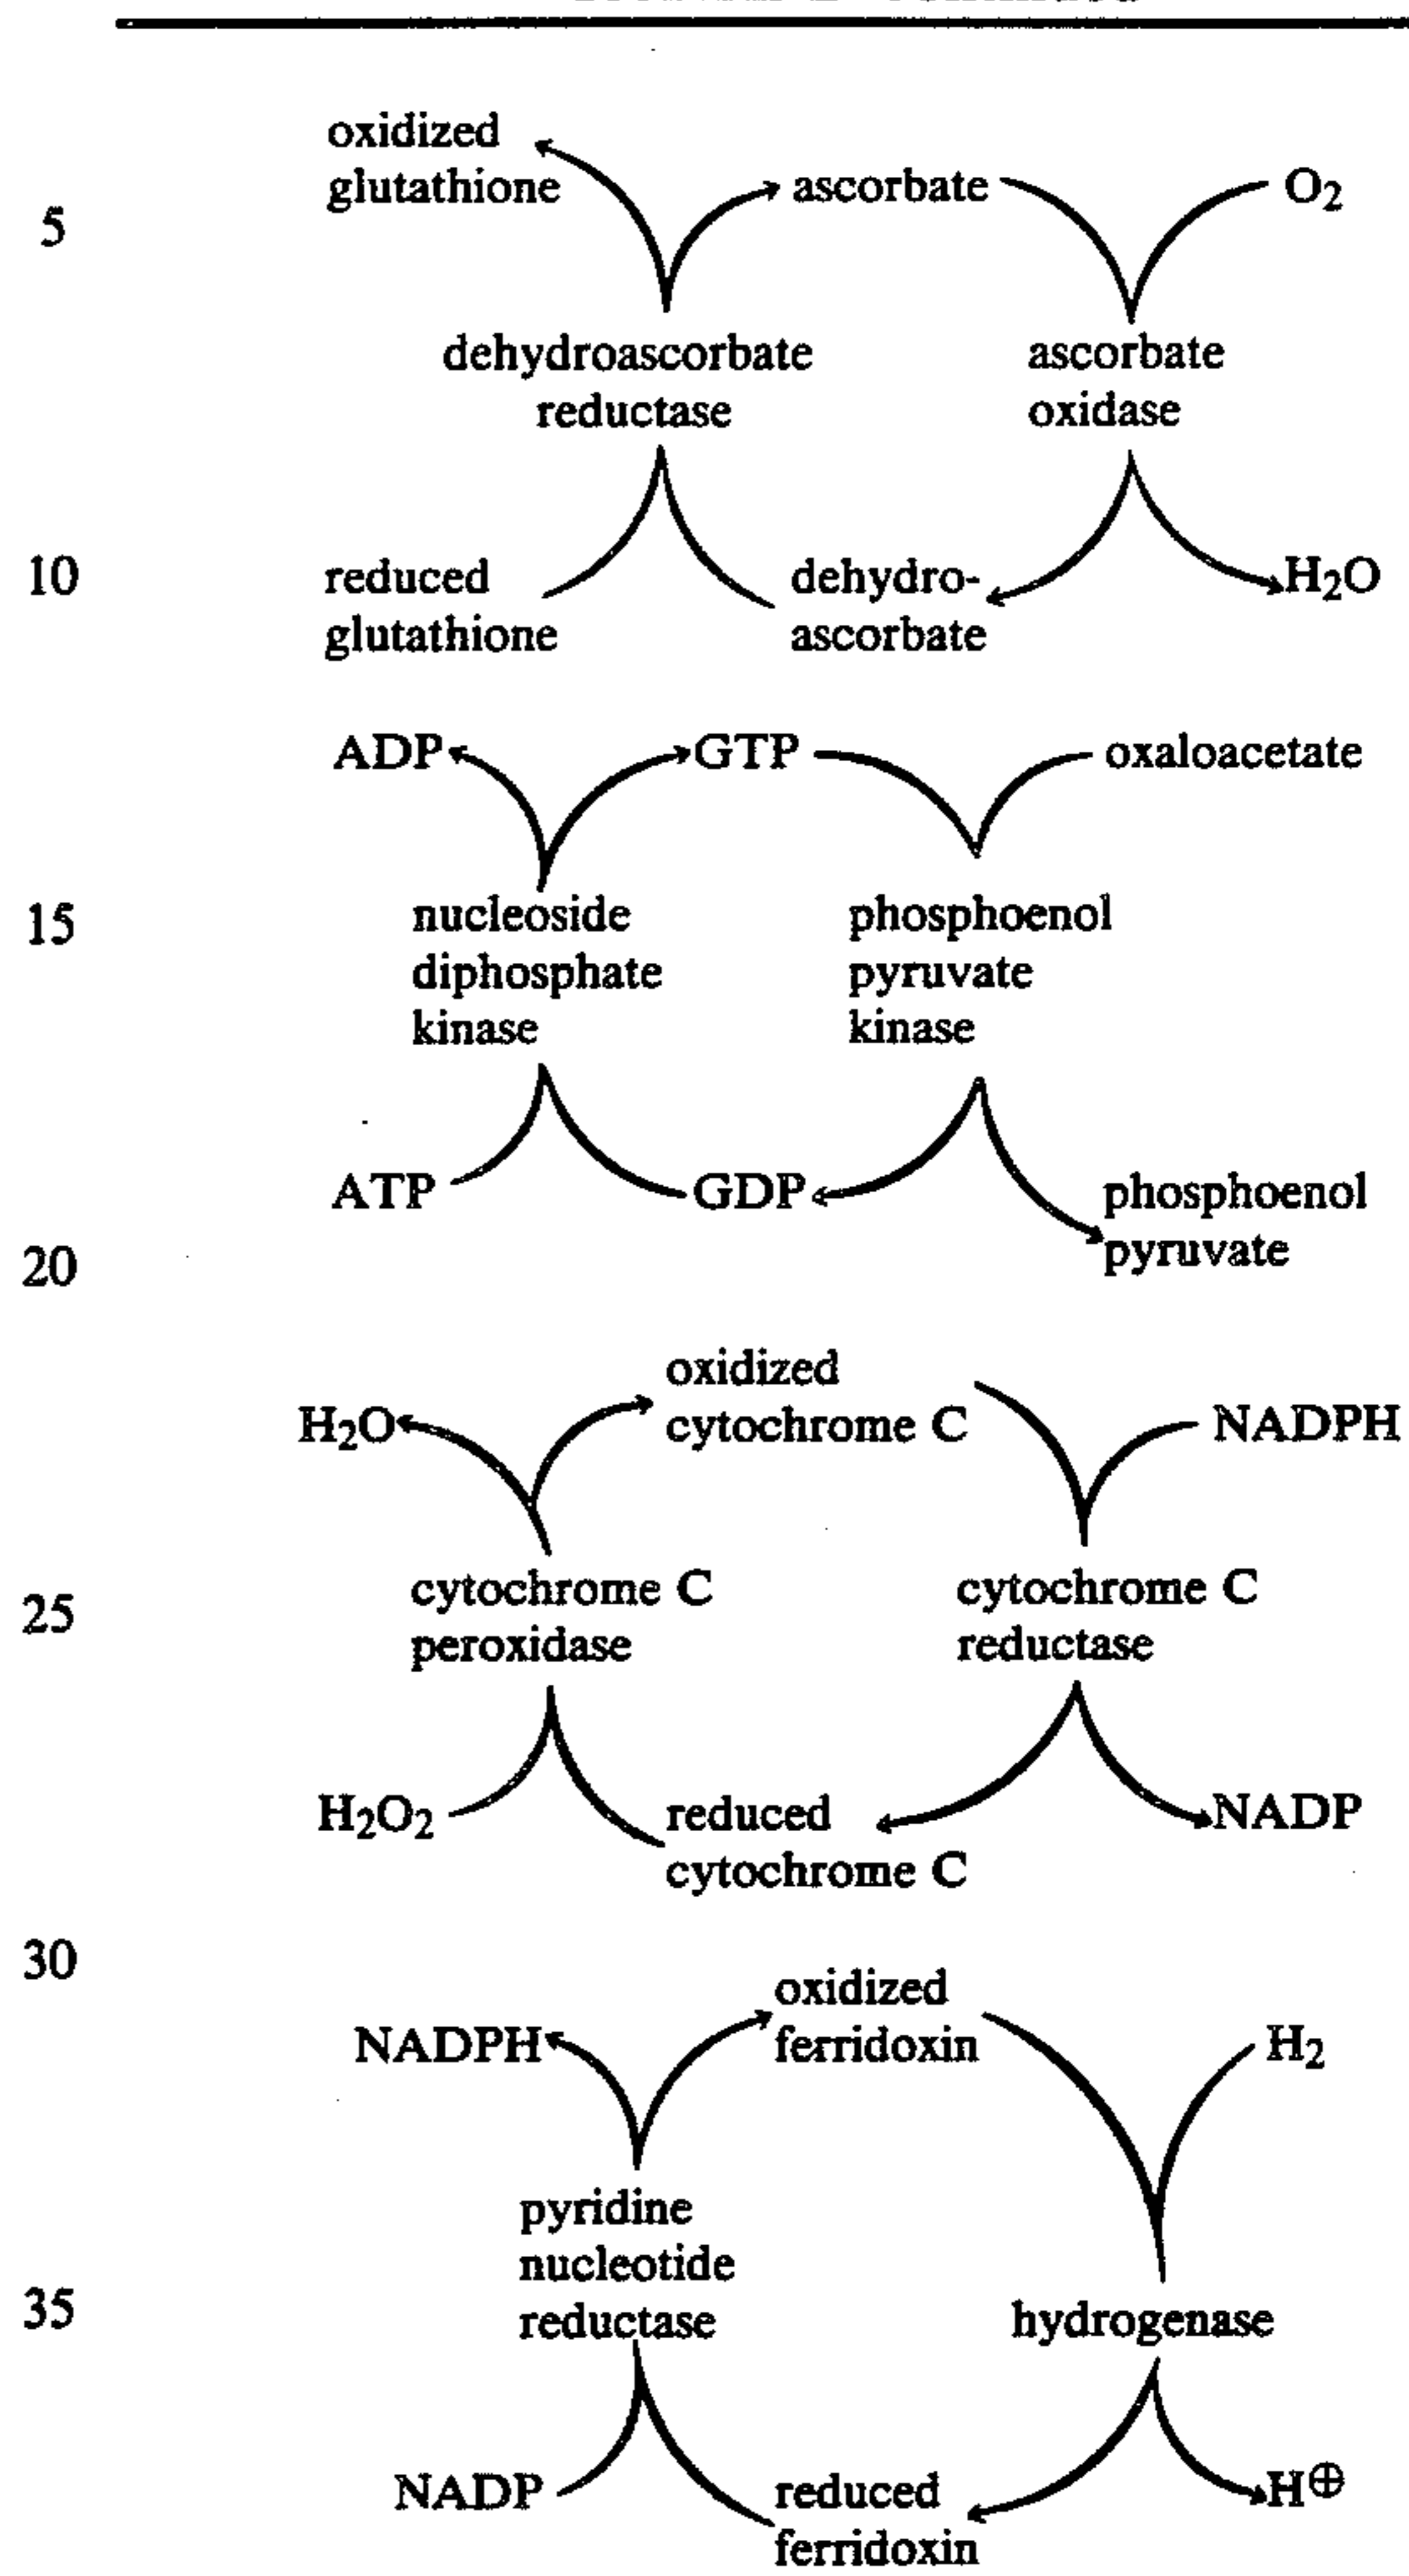 oxidized
glutathione
ascorbate
O2
5
dehydroascorbate
reductase
ascorbate
oxidase
10
reduced
glutathione
dehydro-
ascorbate
H2O
ADP
GTP
oxaloacetate
15
nucleoside
diphosphate
kinase
phosphoenol
pyruvate
kinase
ATP
GDP
phosphoenol
pyruvate
20
H2O
oxidized
cytochrome C
NADPH
25
cytochrome C
peroxidase
cytochrome C
reductase
H2O2
reduced
cytochrome C
NADP
30
NADPH
oxidized
ferridoxin
H2
35
pyridine
nucleotide
reductase
hydrogenase
NADP
reduced
ferridoxin
H⊕